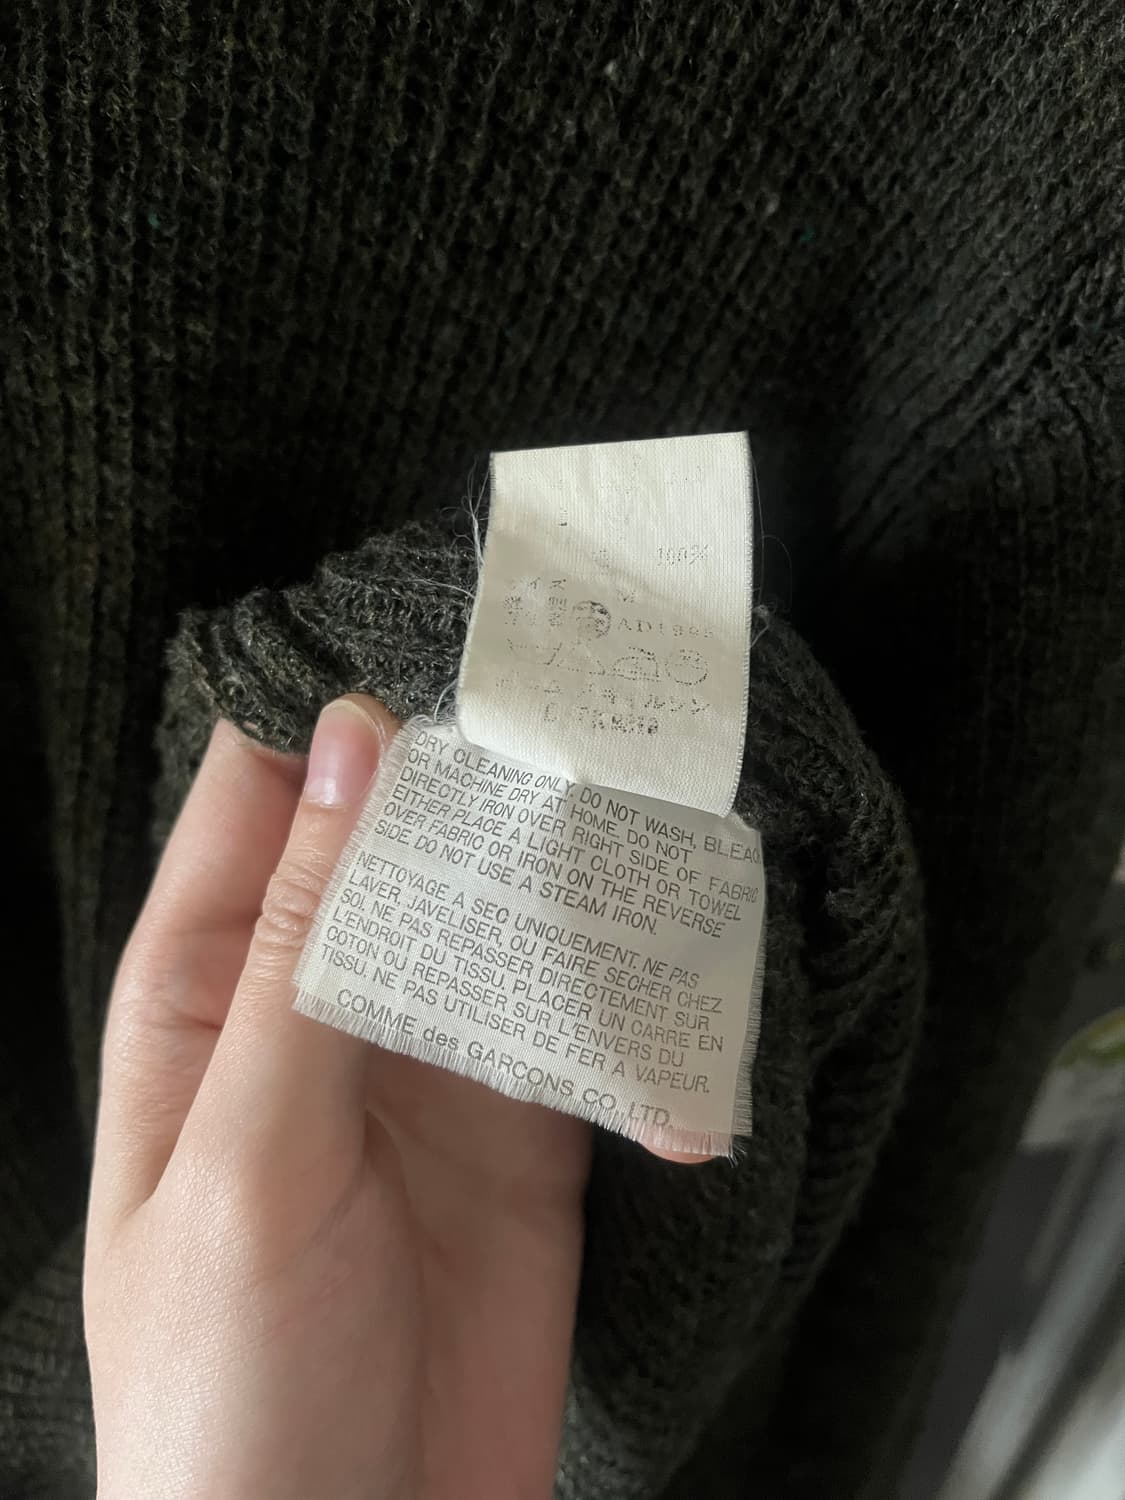 100%
M
AD1995
DRY CLEANING ONLY DO NOT WASH, BLEACH
OR MACHINE DRY AT HOME. DO NOT
DIRECTLY IRON OVER RIGHT SIDE OF FABRIC
EITHER PLACE A LIGHT CLOTH OR TOWEL
OVER FABRIC OR IRON ON THE REVERSE
SIDE. DO NOT USE A STEAM IRON.
NETTOYAGE A SEC UNIQUEMENT. NE PAS
LAVER, JAVELISER, OU FAIRE SECHER CHEZ
SOI. NE PAS REPASSER DIRECTEMENT SUR
L'ENDROIT DU TISSU. PLACER UN CARRE EN
COTON OU REPASSER SUR L'ENVERS DU
TISSU. NE PAS UTILISER DE FER A VAPEUR.
COMME des GARCONS CO., LTD.